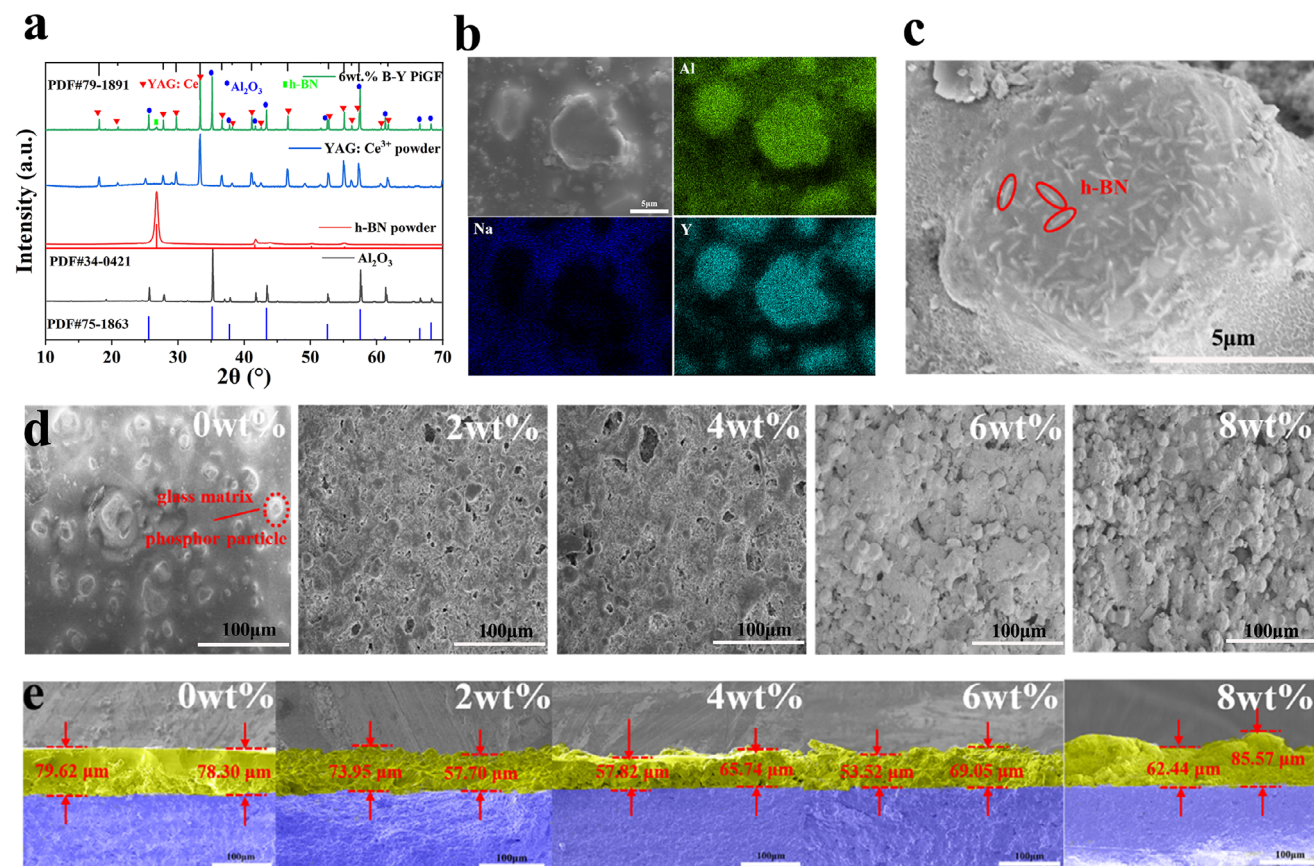 a
PDF#79-1891
YAG: Ce
Al₂O₃
h-BN
6wt.% B-Y PiGF
YAG: Ce³⁺ powder
h-BN powder
PDF#34-0421
Al₂O₃
PDF#75-1863
Intensity (a.u.)
10 20 30 40 50 60 70
2θ (°)
b
Al
5μm
Na
Y
c
h-BN
5μm
d
0wt%
glass matrix
phosphor particle
100μm
2wt%
100μm
4wt%
100μm
6wt%
100μm
8wt%
100μm
e
0wt%
79.62 μm
78.30 μm
100μm
2wt%
73.95 μm
57.70 μm
100μm
4wt%
57.82 μm
65.74 μm
100μm
6wt%
53.52 μm
69.05 μm
100μm
8wt%
62.44 μm
85.57 μm
100μm